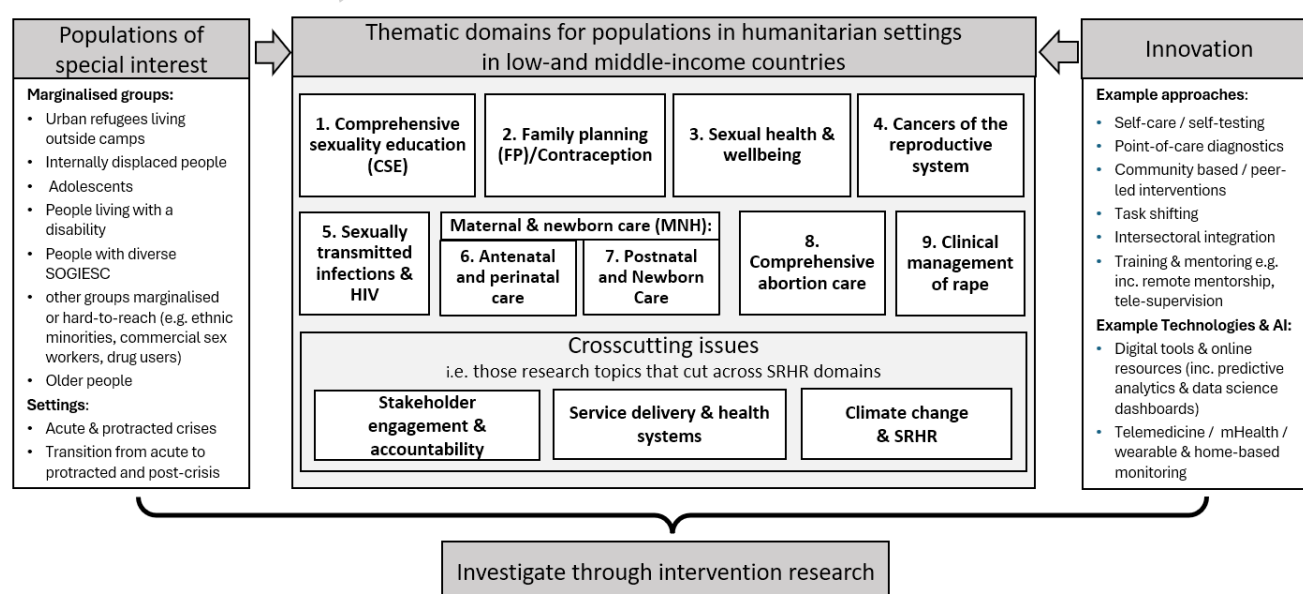 Populations of
special interest
Marginalised groups:
• Urban refugees living
outside camps
• Internally displaced people
• Adolescents
• People living with a
disability
• People with diverse
SOGIESC
• other groups marginalised
or hard-to-reach (e.g. ethnic
minorities, commercial sex
workers, drug users)
• Older people
Settings:
• Acute & protracted crises
• Transition from acute to
protracted and post-crisis
Thematic domains for populations in humanitarian settings
in low-and middle-income countries
1. Comprehensive
sexuality education
(CSE)
2. Family planning
(FP)/Contraception
3. Sexual health &
wellbeing
4. Cancers of the
reproductive
system
5. Sexually
transmitted
infections &
HIV
Maternal & newborn care (MNH):
6. Antenatal
and perinatal
care
7. Postnatal
and Newborn
Care
8.
Comprehensive
abortion care
9. Clinical
management
of rape
Crosscutting issues
i.e. those research topics that cut across SRHR domains
Stakeholder
engagement &
accountability
Service delivery & health
systems
Climate change
& SRHR
Innovation
Example approaches:
• Self-care / self-testing
• Point-of-care diagnostics
• Community based / peer-
led interventions
• Task shifting
• Intersectoral integration
• Training & mentoring e.g.
inc. remote mentorship,
tele-supervision
Example Technologies & AI:
• Digital tools & online
resources (inc. predictive
analytics & data science
dashboards)
• Telemedicine / mHealth /
wearable & home-based
monitoring
Investigate through intervention research